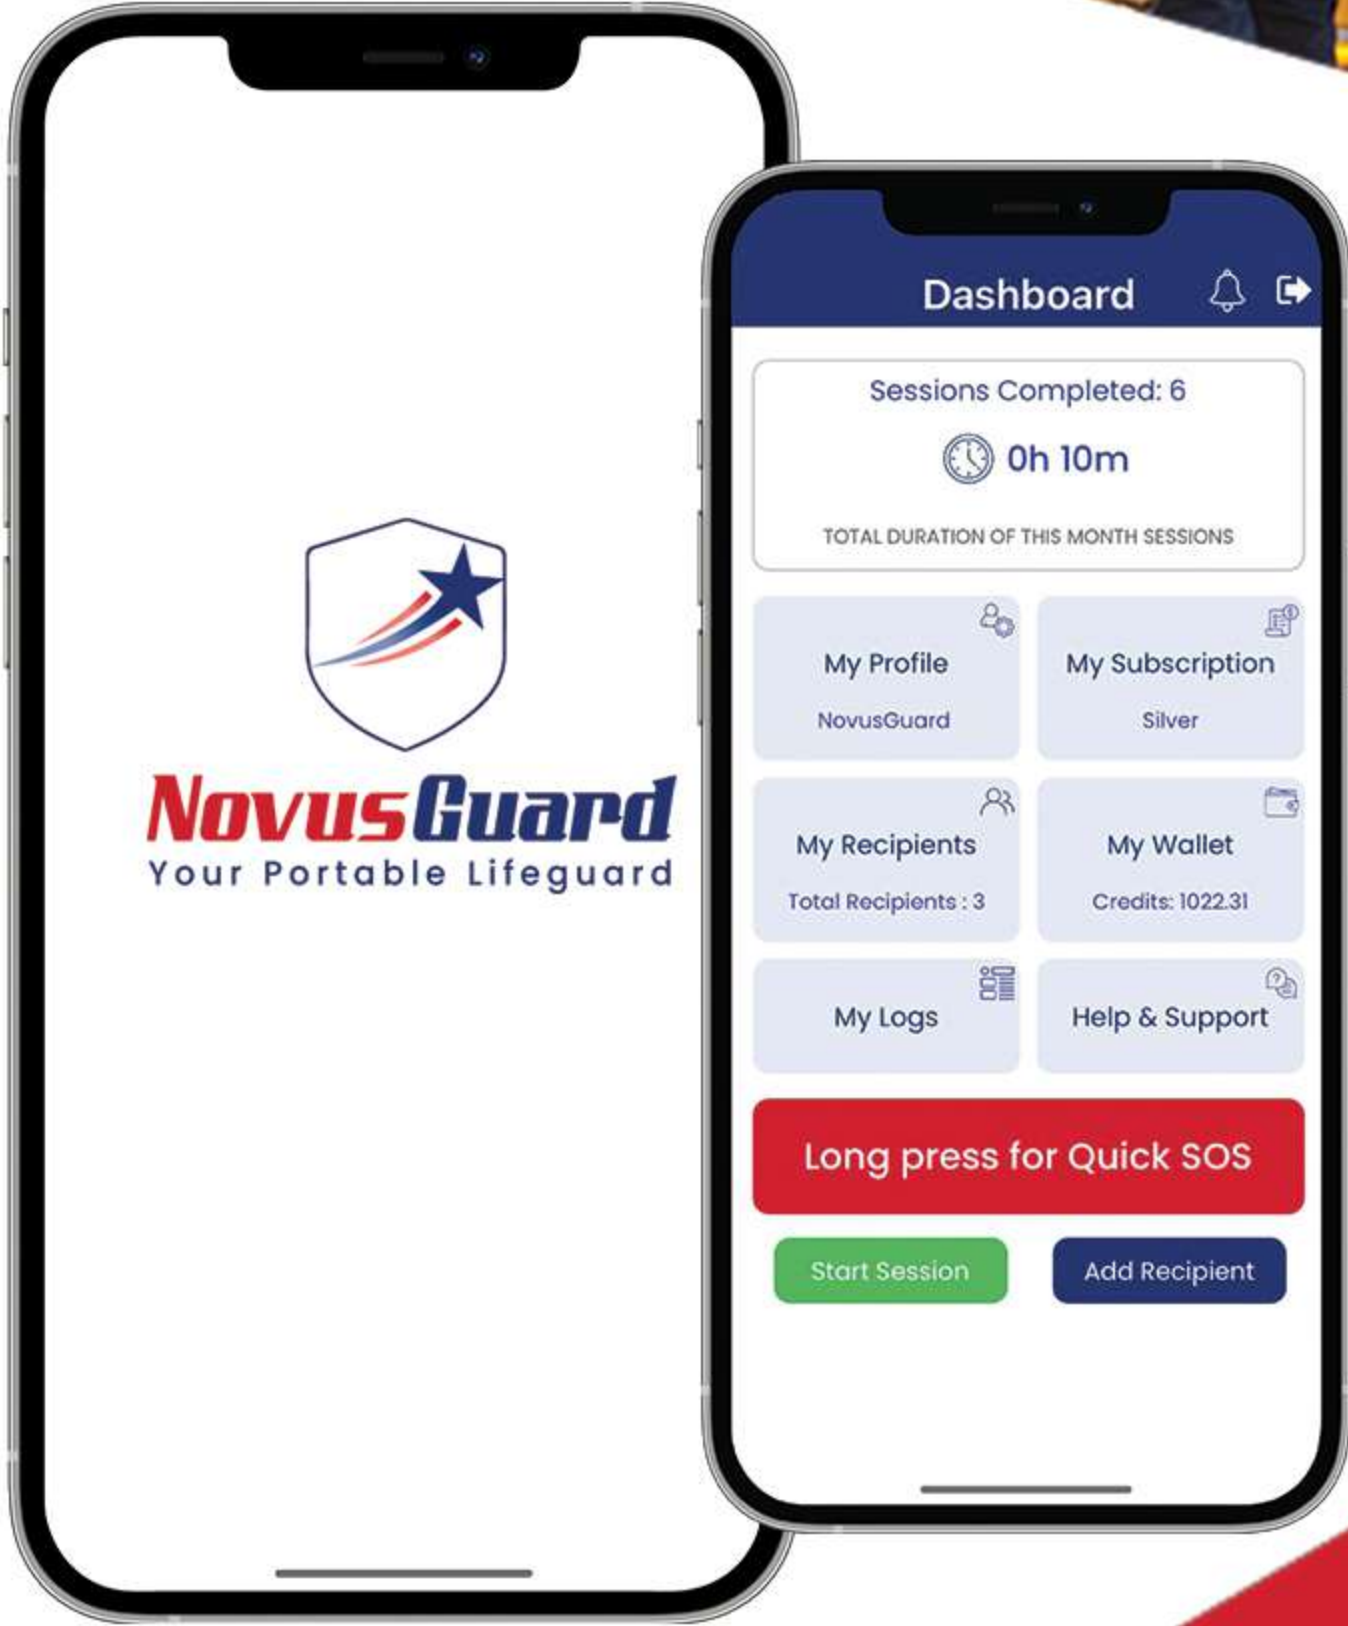 NovusGuard
Your Portable Lifeguard
Dashboard
Sessions Completed: 6
0h 10m
TOTAL DURATION OF THIS MONTH SESSIONS
My Profile
NovusGuard
My Subscription
Silver
My Recipients
Total Recipients : 3
My Wallet
Credits: 1022.31
My Logs
Help & Support
Long press for Quick SOS
Start Session
Add Recipient